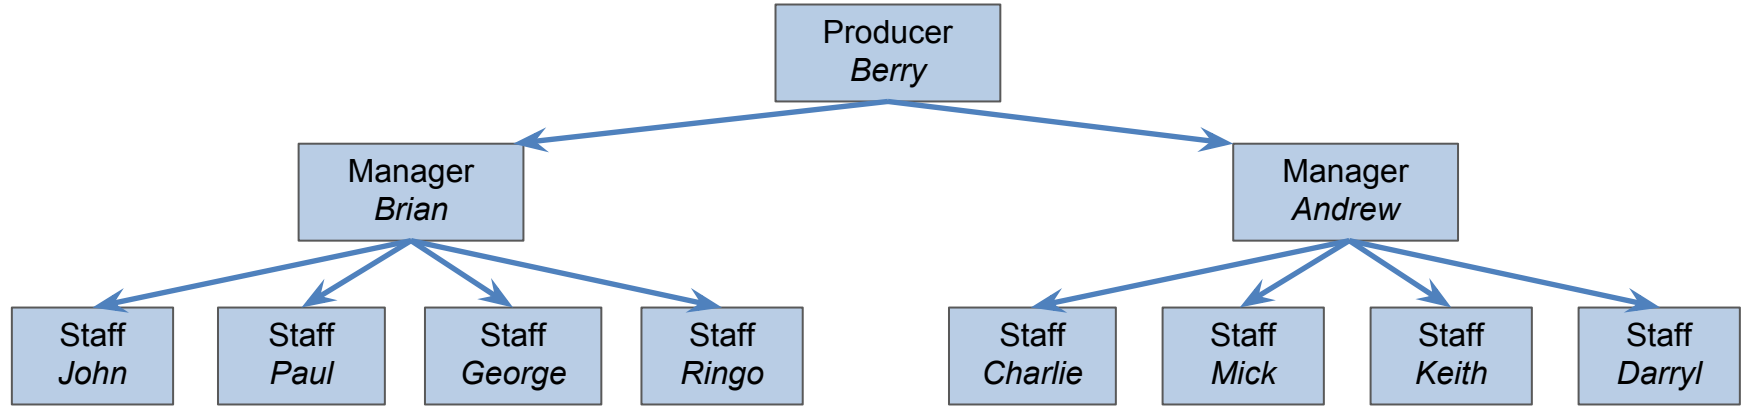 Producer
Berry
Manager
Brian
Manager
Andrew
Staff
John
Staff
Paul
Staff
George
Staff
Ringo
Staff
Charlie
Staff
Mick
Staff
Keith
Staff
Darryl